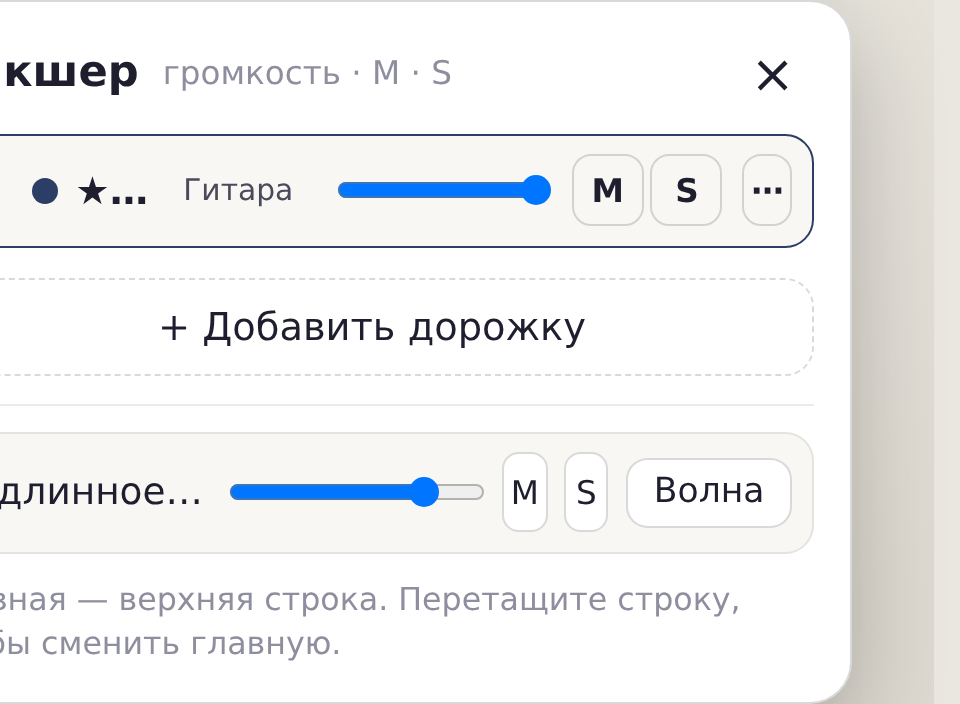 кшер громкость · M · S ×
★… Гитара M S …
+ Добавить дорожку
длинное… M S Волна
вная — верхняя строка. Перетащите строку,
бы сменить главную.